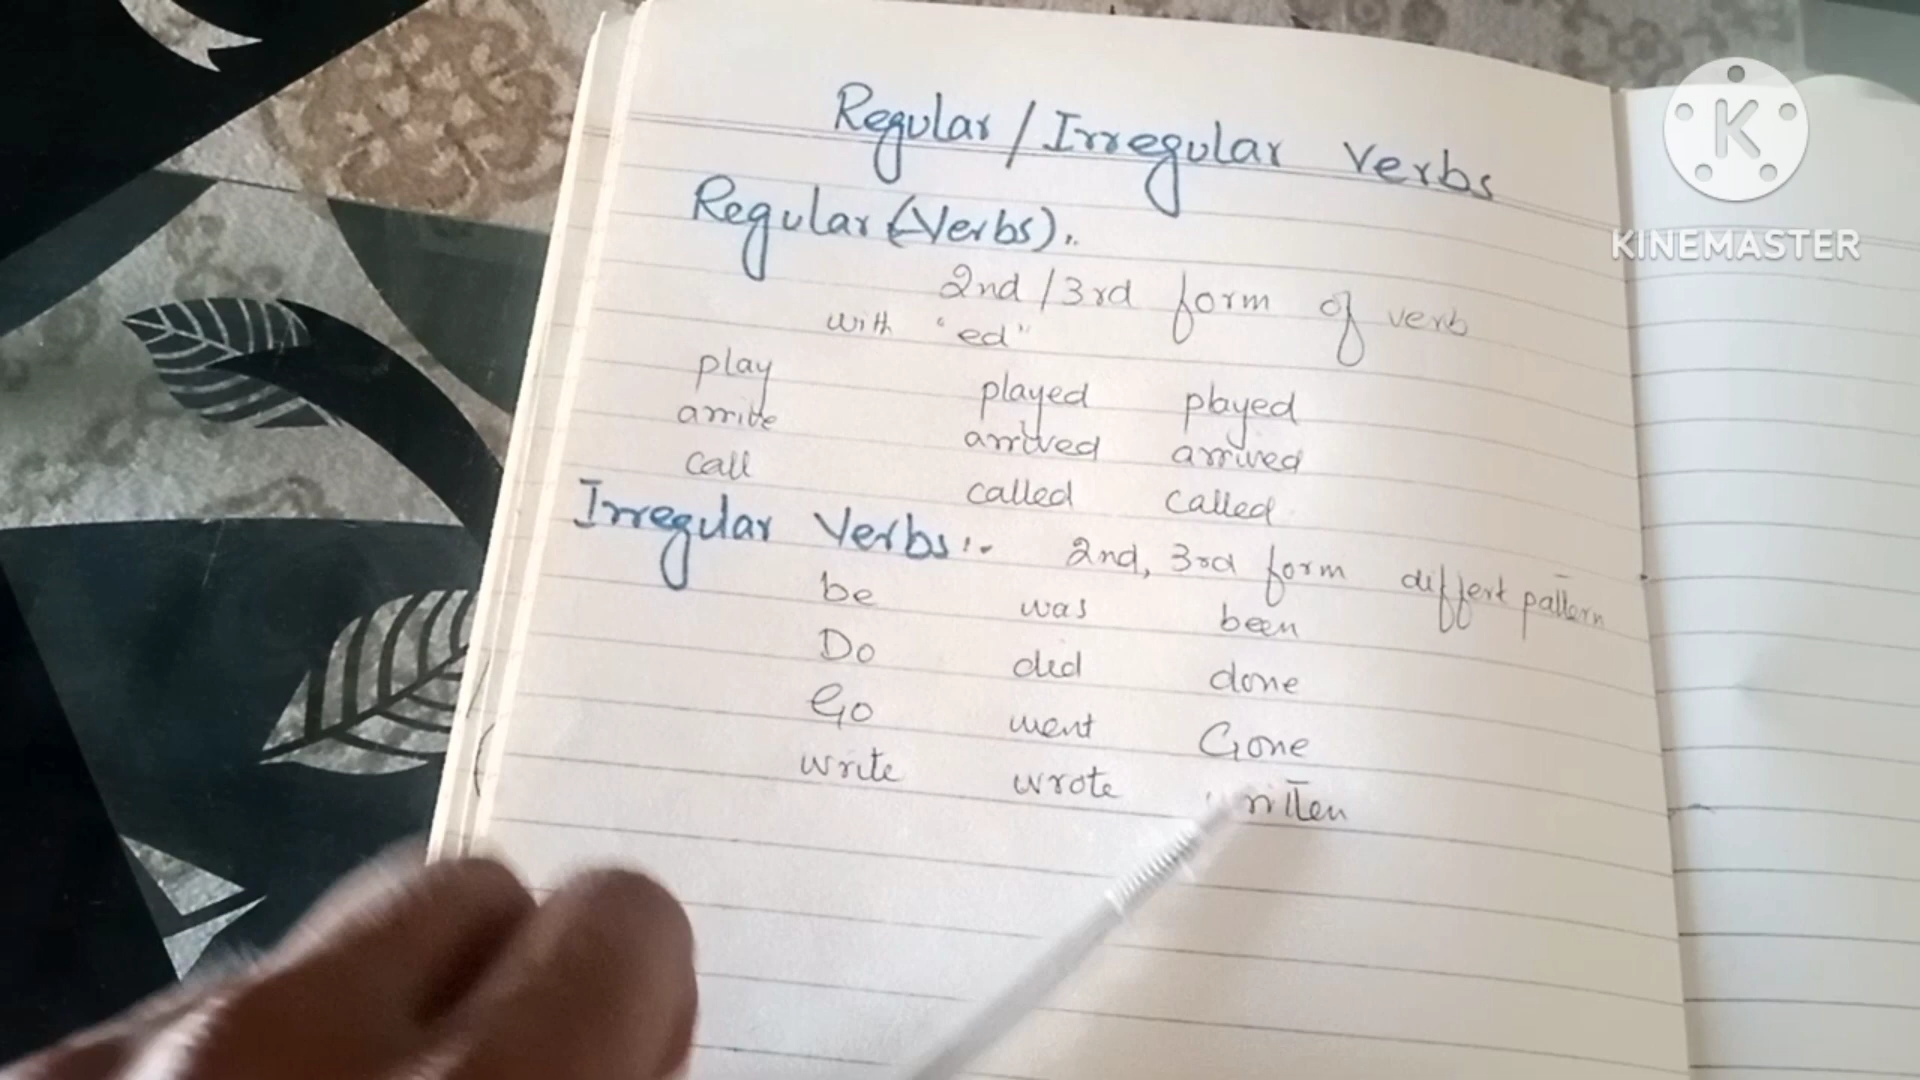 Regular / Irregular Verbs
Regular (Verbs).
2nd / 3rd form of verb
with "ed"
play played played
arrive arrived arrived
call called called
Irregular Verbs:- 2nd, 3rd form differt pattern
be was been
Do did done
Go went Gone
write wrote written
K
KINEMASTER